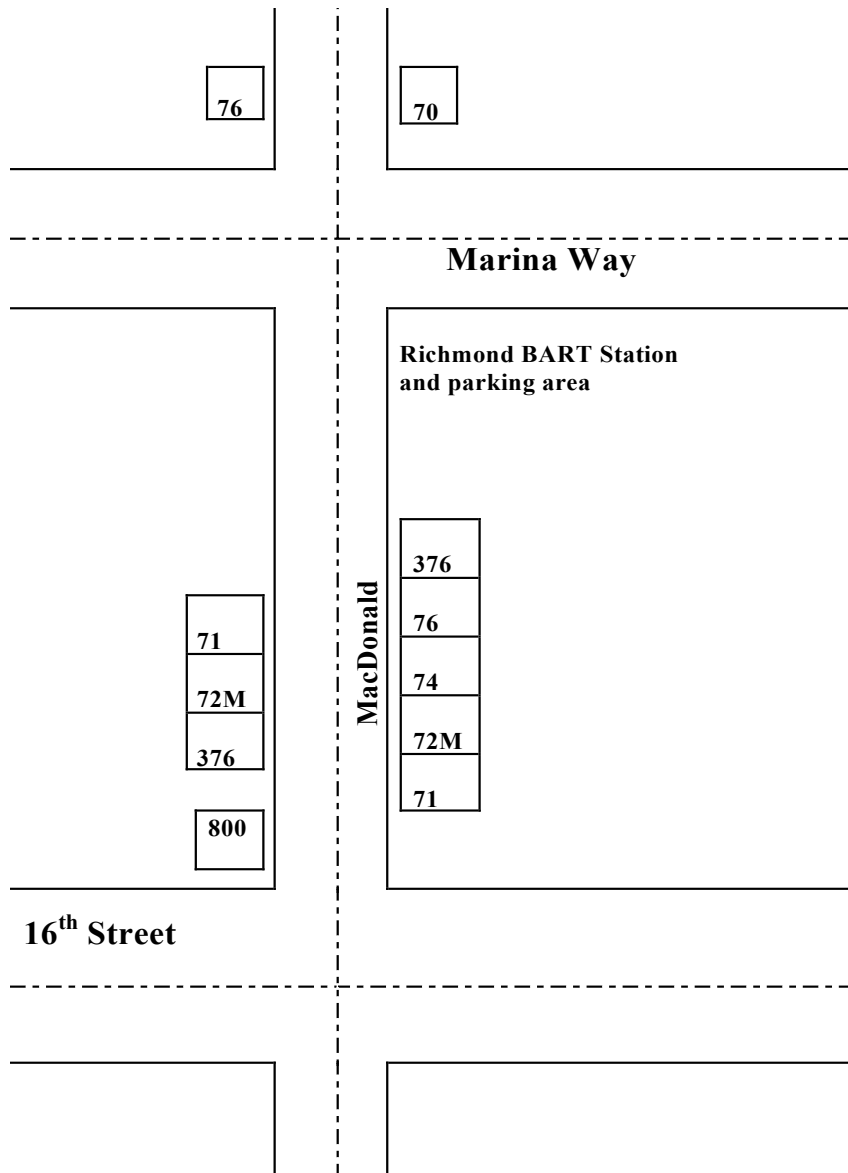 76
70
Marina Way
Richmond BART Station
and parking area
376
76
74
72M
71
MacDonald
71
72M
376
800
16th Street